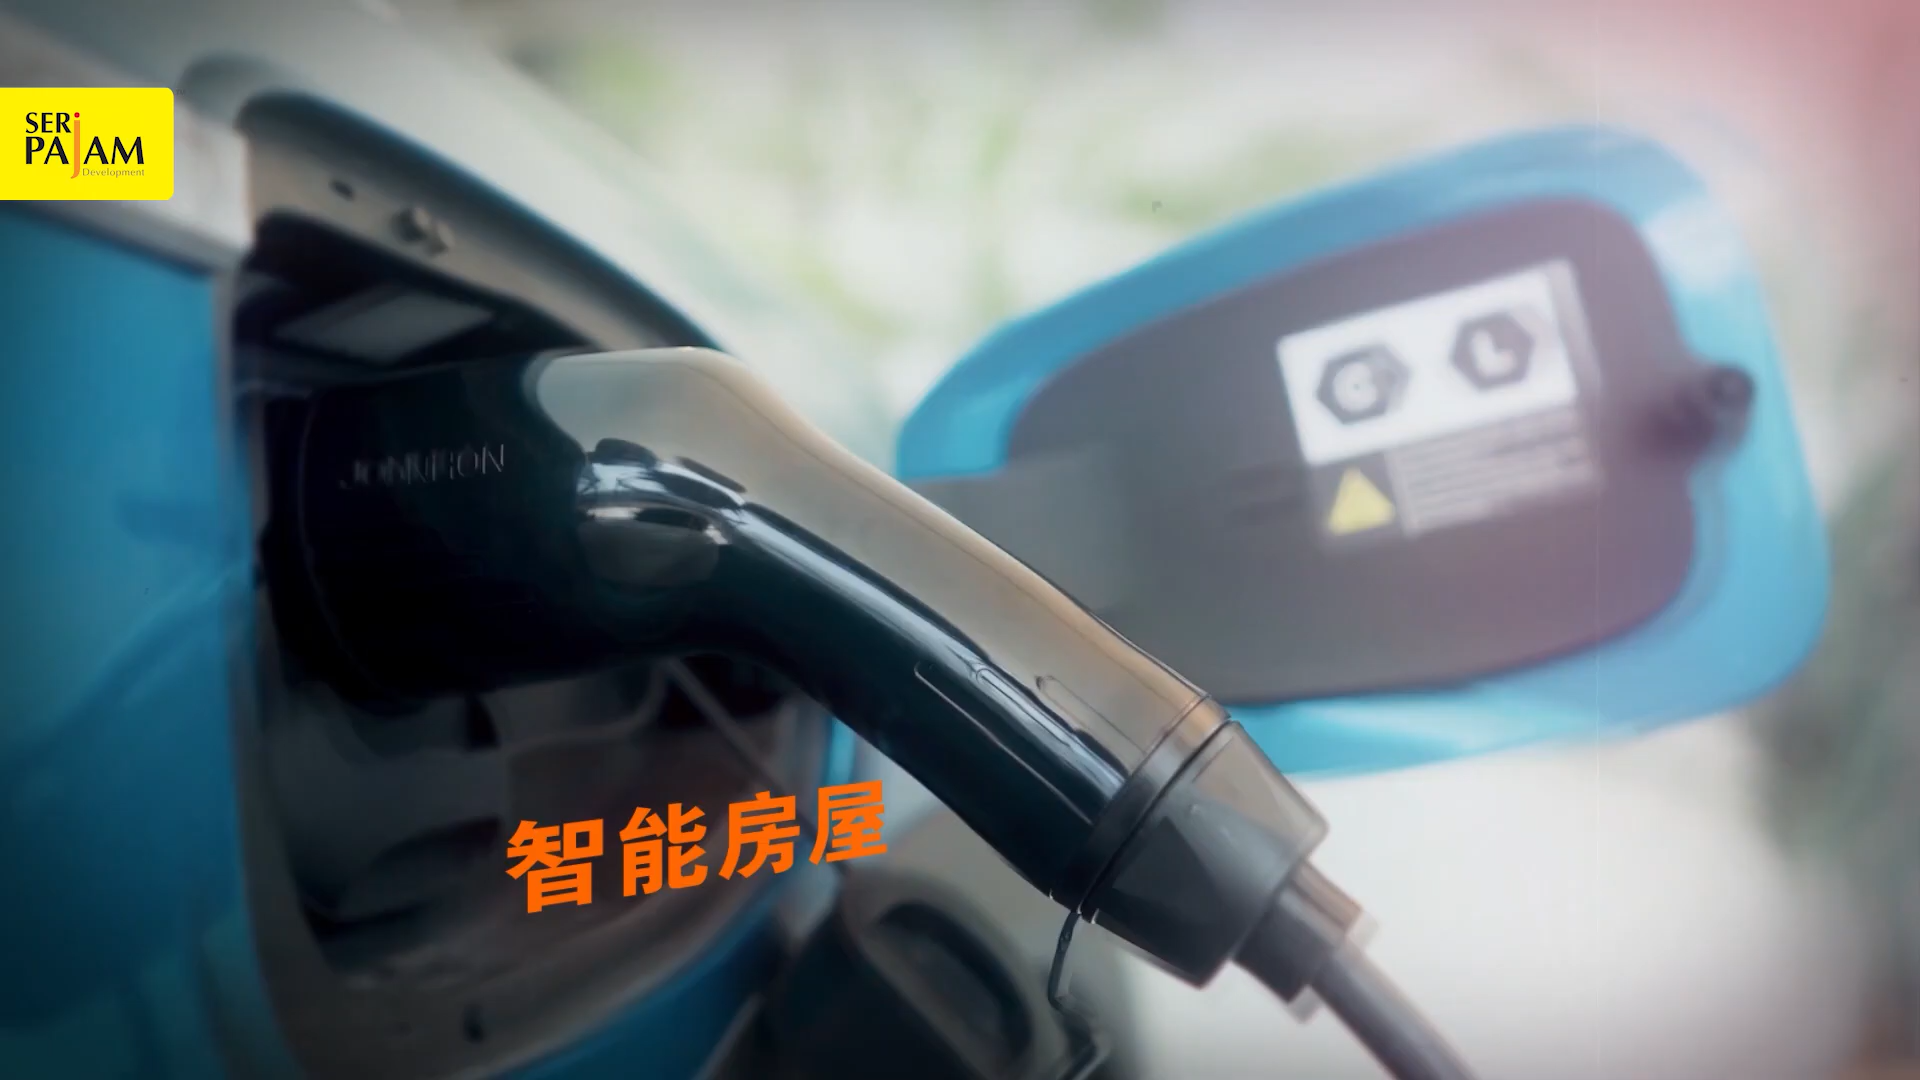 SERi
PAjAM
Development
智能房屋
C
L